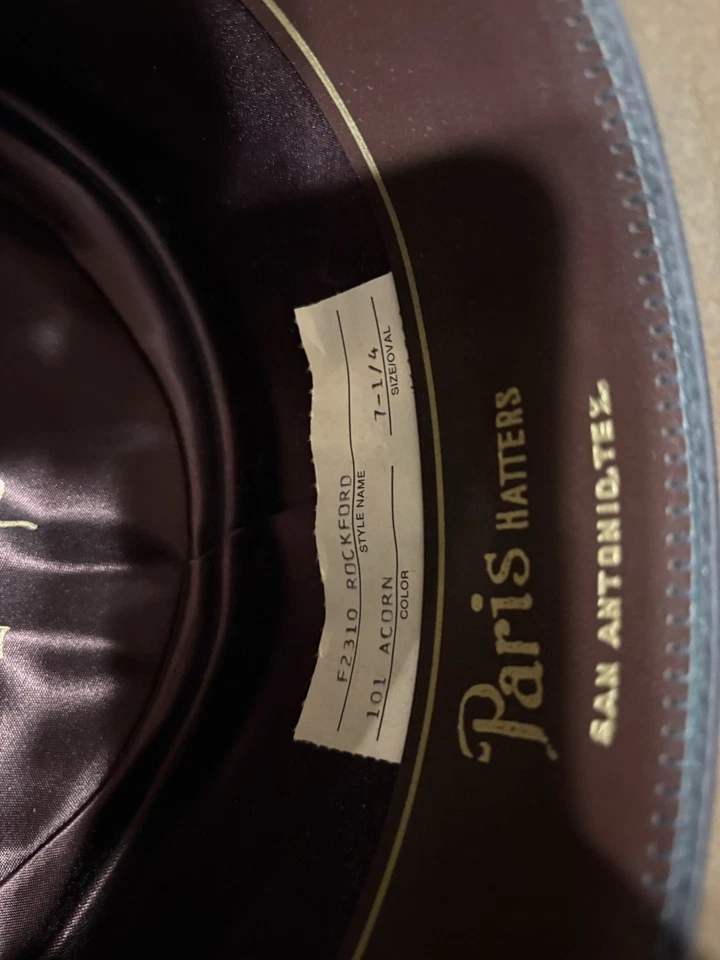 F2310 ROCKFORD
STYLE NAME
7-1/4
SIZE/OVAL
101 ACORN
COLOR
Paris HATTERS
SAN ANTONIO, TEX